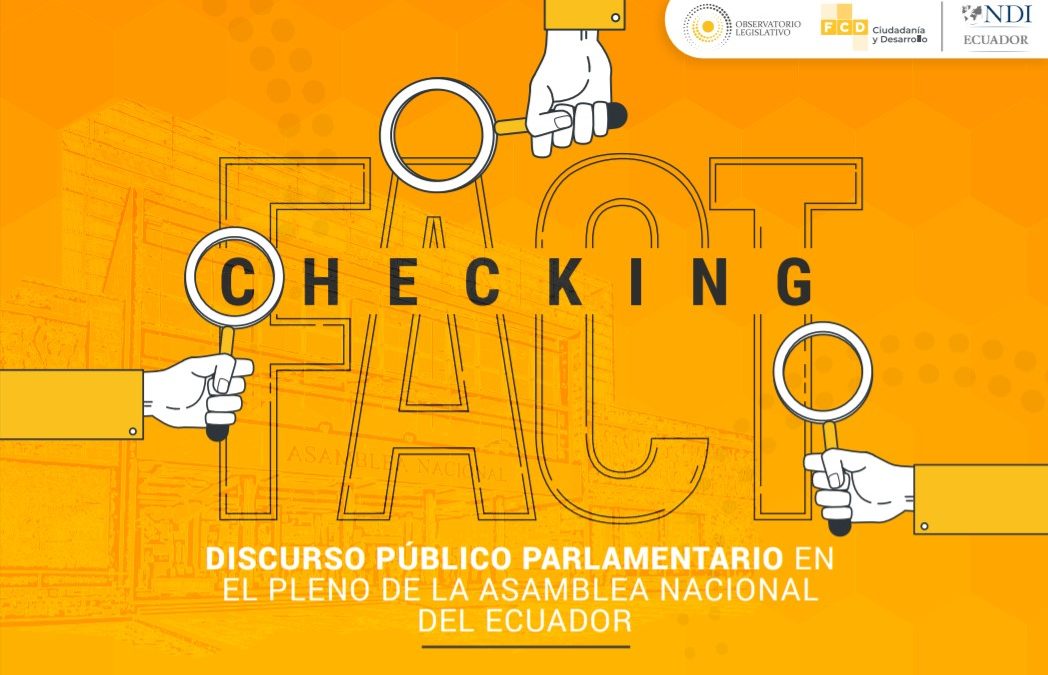 OBSERVATORIO
LEGISLATIVO
FCD
Ciudadanía
y Desarrollo
NDI
ECUADOR
FACT
CHECKING
ASAMBLEA NACIONAL
DISCURSO PÚBLICO PARLAMENTARIO EN
EL PLENO DE LA ASAMBLEA NACIONAL
DEL ECUADOR